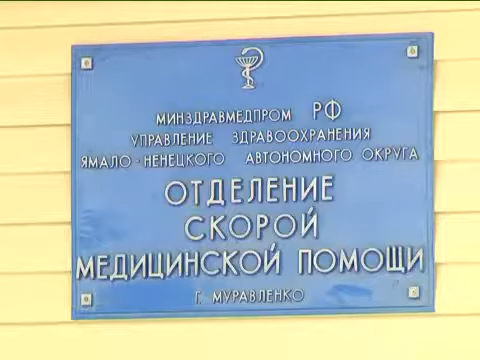 МИНЗДРАВМЕДПРОМ РФ
УПРАВЛЕНИЕ ЗДРАВООХРАНЕНИЯ
ЯМАЛО-НЕНЕЦКОГО АВТОНОМНОГО ОКРУГА
ОТДЕЛЕНИЕ
СКОРОЙ
МЕДИЦИНСКОЙ ПОМОЩИ
Г. МУРАВЛЕНКО